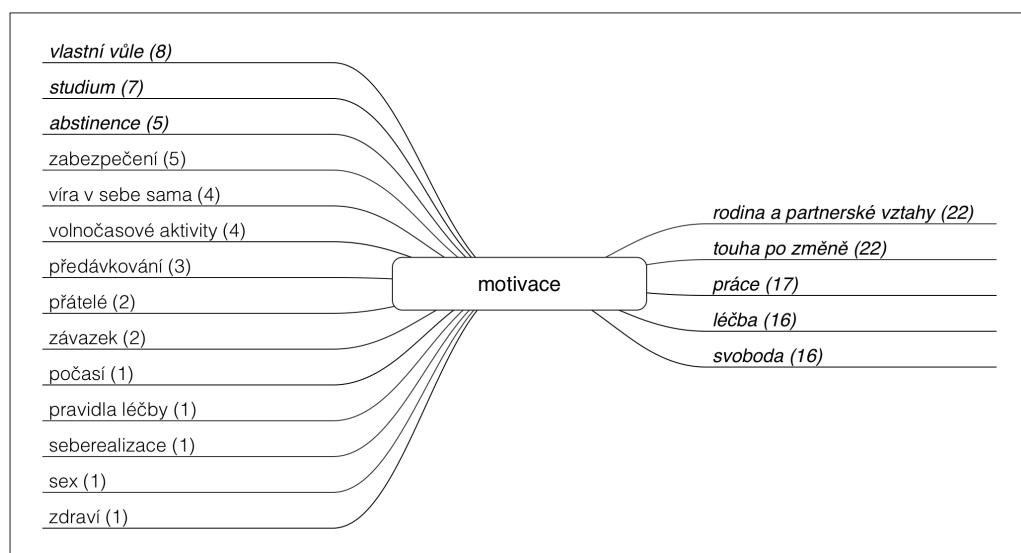 vlastní vůle (8)
studium (7)
abstinence (5)
zabezpečení (5)
víra v sebe sama (4)
volnočasové aktivity (4)
předávkování (3)
přátelé (2)
závazek (2)
počasí (1)
pravidla léčby (1)
seberealizace (1)
sex (1)
zdraví (1)
motivace
rodina a partnerské vztahy (22)
touha po změně (22)
práce (17)
léčba (16)
svoboda (16)